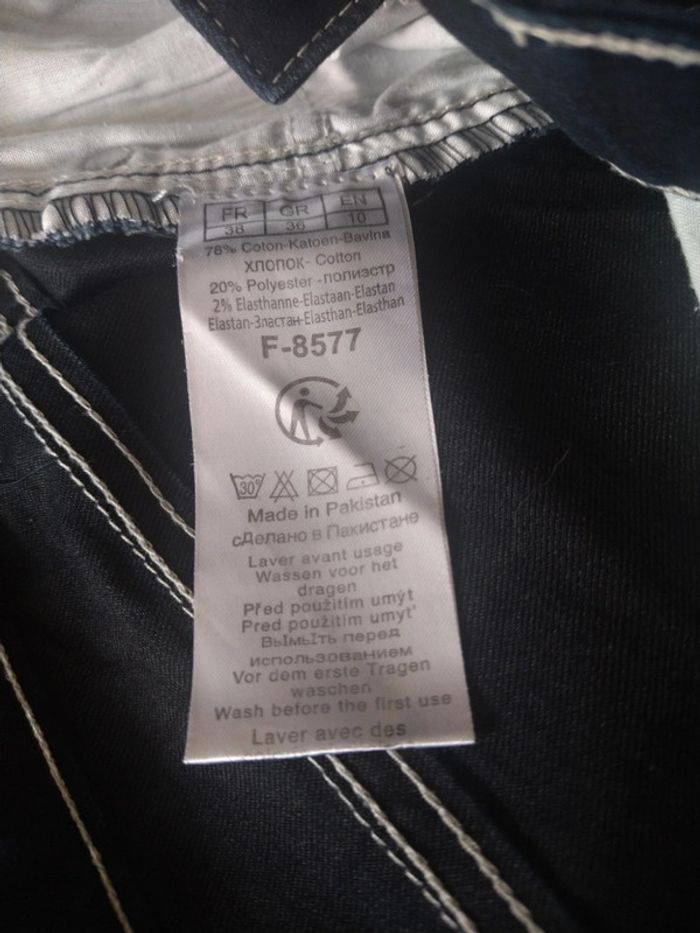 FR GR EN
38 36 10
78% Coton-Katoen-Bavlna
ХЛОПОК- Cotton
20% Polyester -полиэстр
2% Elasthanne-Elastaan-Elastan
Elastan-Эластан-Elasthan-Elasthan
F-8577
30°
Made in Pakistan
сДелано в Пакистане
Laver avant usage
Wassen voor het
dragen
Před použitím umýt
Pred použitím umyt'
ВЫМЫТЬ перед
использованием
Vor dem erste Tragen
waschen
Wash before the first use
Laver avec des